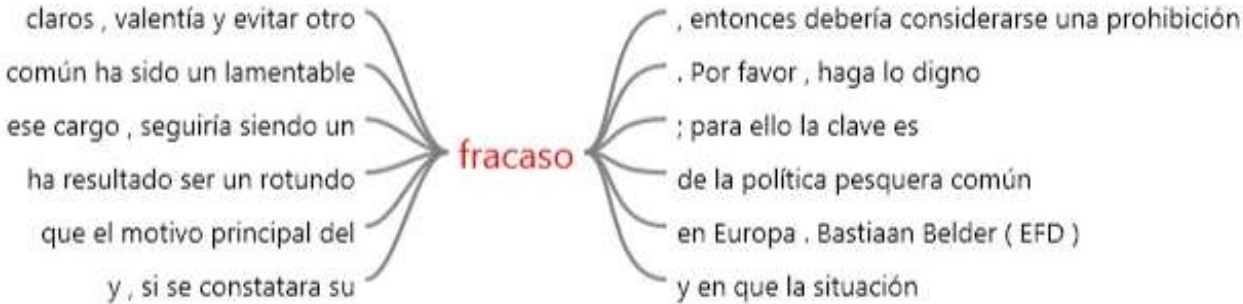 claros , valentía y evitar otro
común ha sido un lamentable
ese cargo , seguiría siendo un
ha resultado ser un rotundo
que el motivo principal del
y , si se constatara su
fracaso
, entonces debería considerarse una prohibición
. Por favor , haga lo digno
; para ello la clave es
de la política pesquera común
en Europa . Bastiaan Belder ( EFD )
y en que la situación